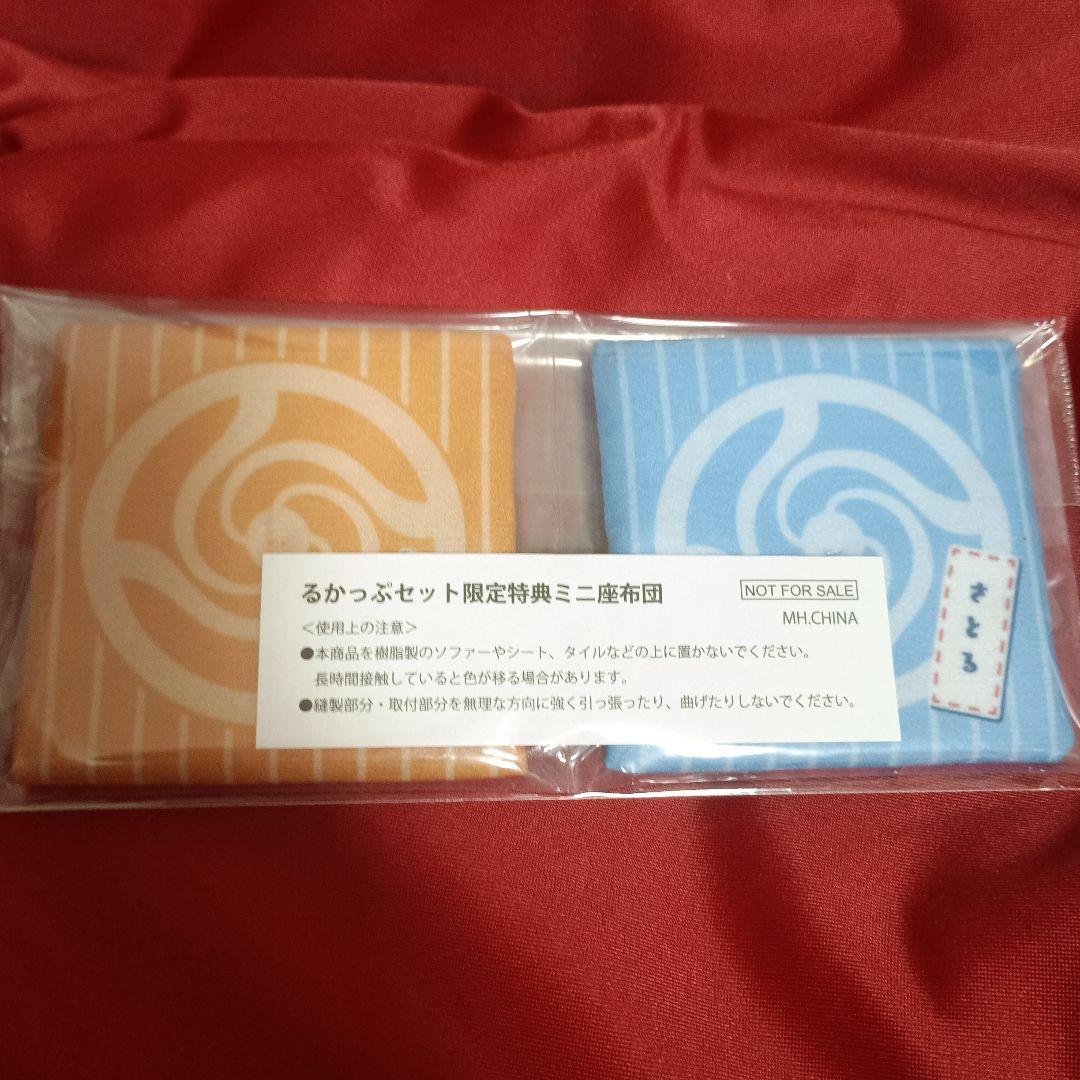 るかっぷセット限定特典ミニ座布団
NOT FOR SALE
MH.CHINA
＜使用上の注意＞
●本商品を樹脂製のソファーやシート、タイルなどの上に置かないでください。
長時間接触していると色が移る場合があります。
●縫製部分・取付部分を無理な方向に強く引っ張ったり、曲げたりしないでください。
さとる